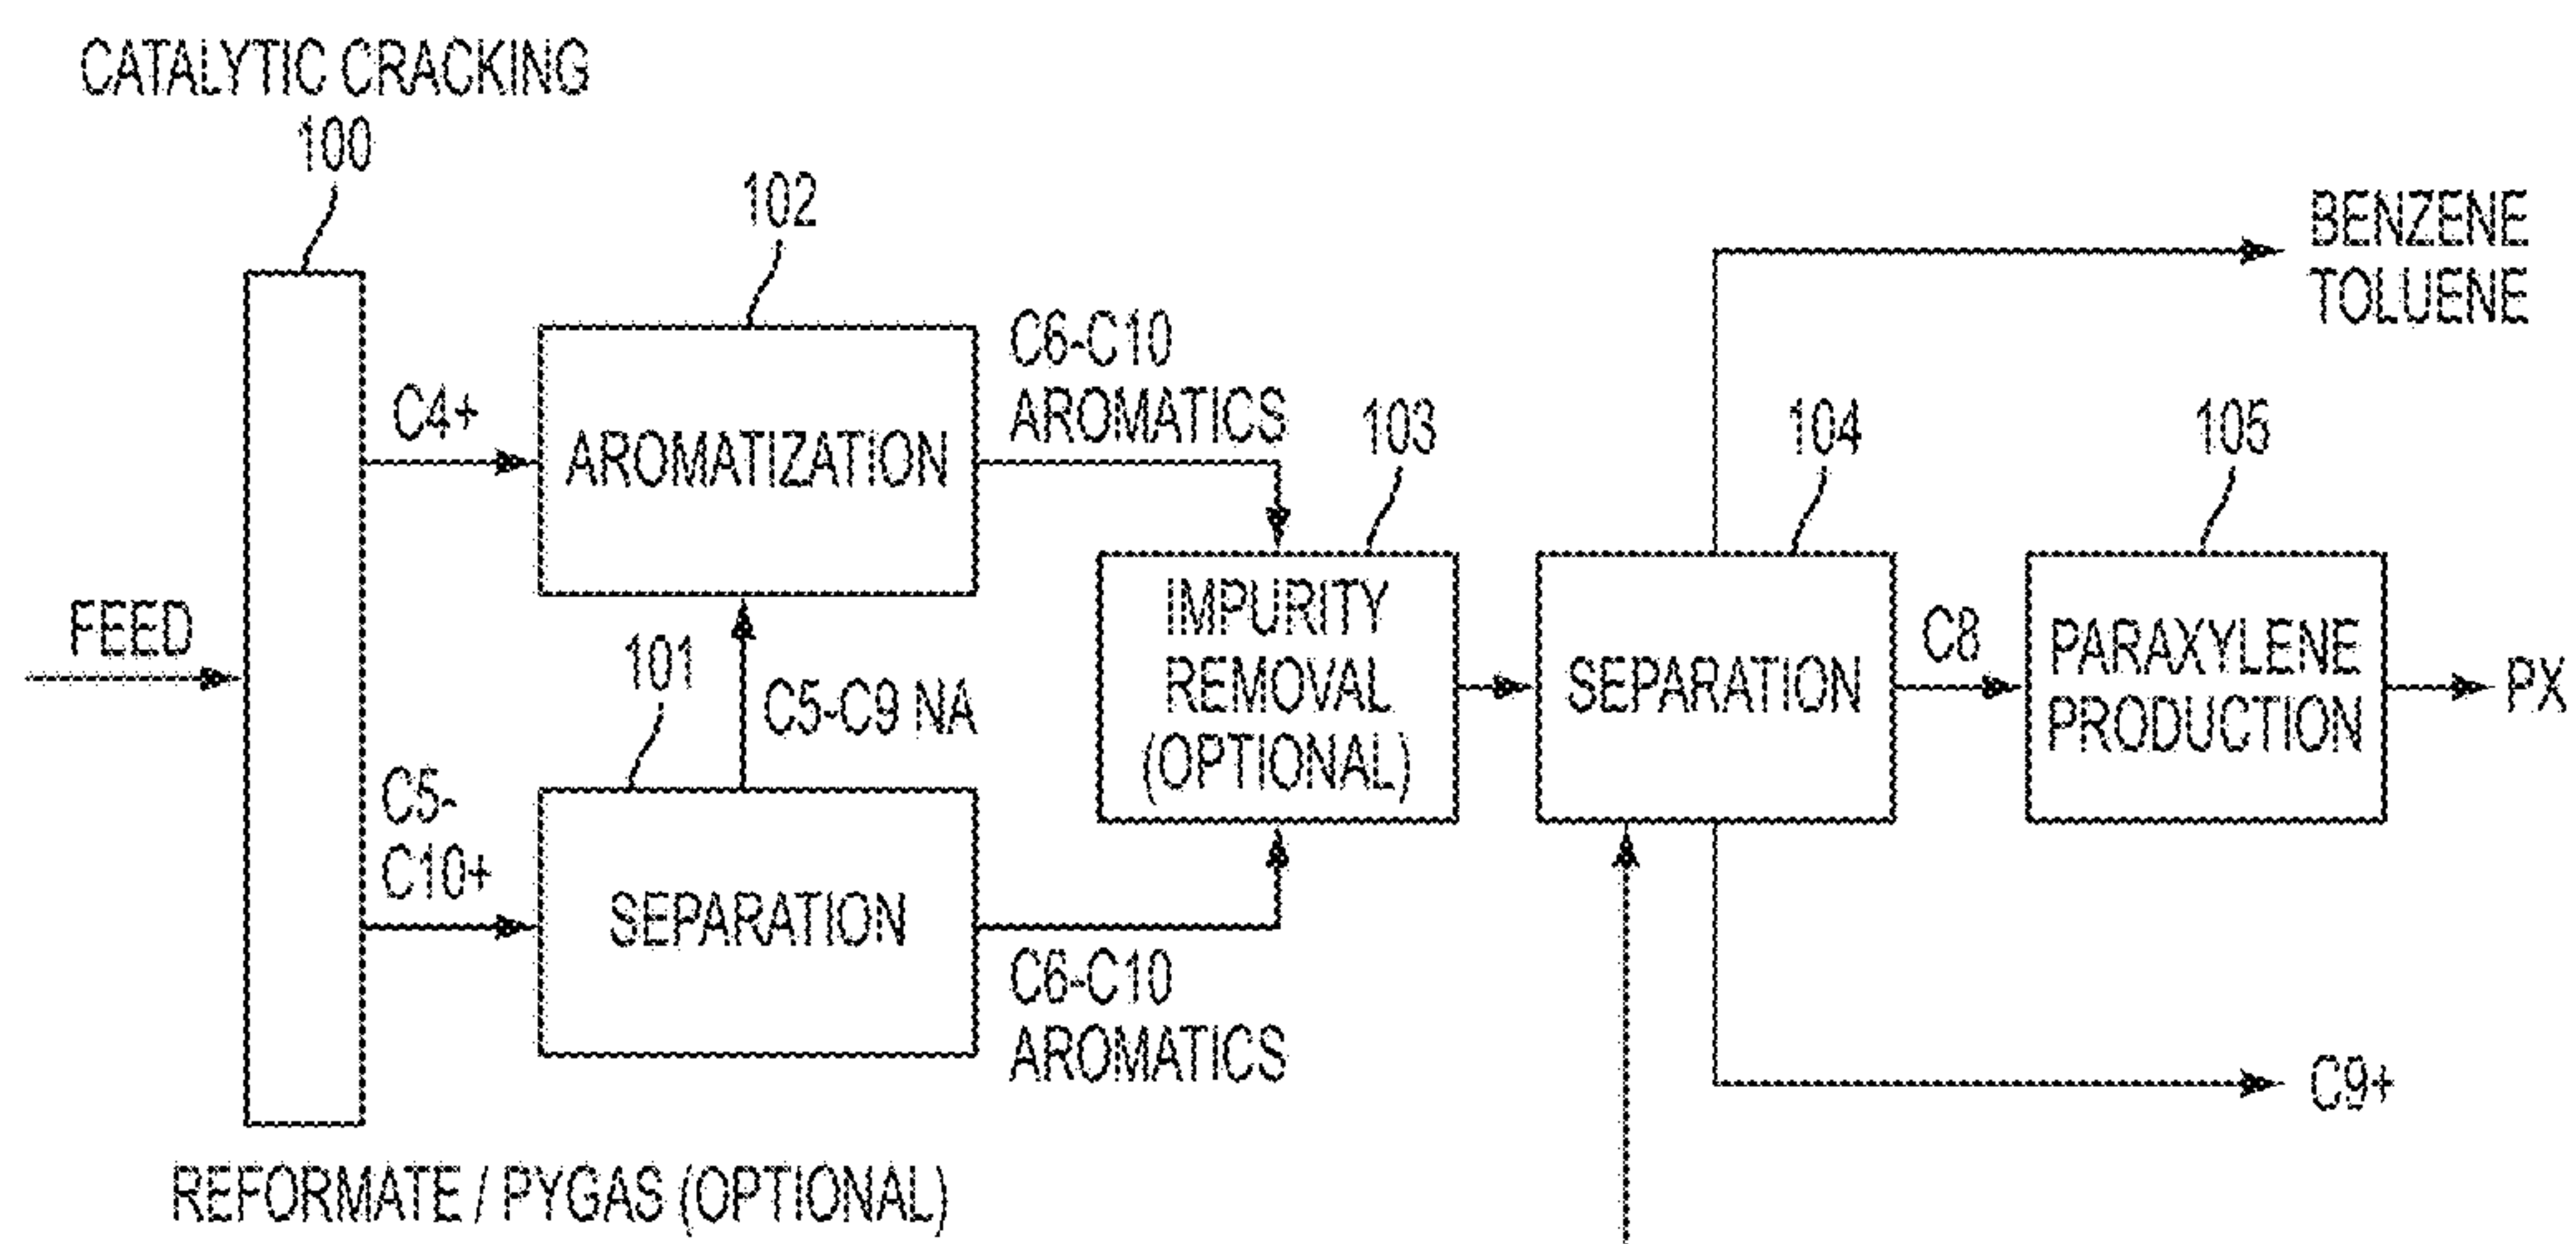 CATALYTIC CRACKING
100
102
BENZENE
TOLUENE
C6-C10
AROMATICS
C4+
AROMATIZATION
103
104
105
FEED
101
C5-C9 NA
IMPURITY
REMOVAL
(OPTIONAL)
SEPARATION
C8
PARAXYLENE
PRODUCTION
PX
C5-
C10+
SEPARATION
C6-C10
AROMATICS
C9+
REFORMATE / PYGAS (OPTIONAL)